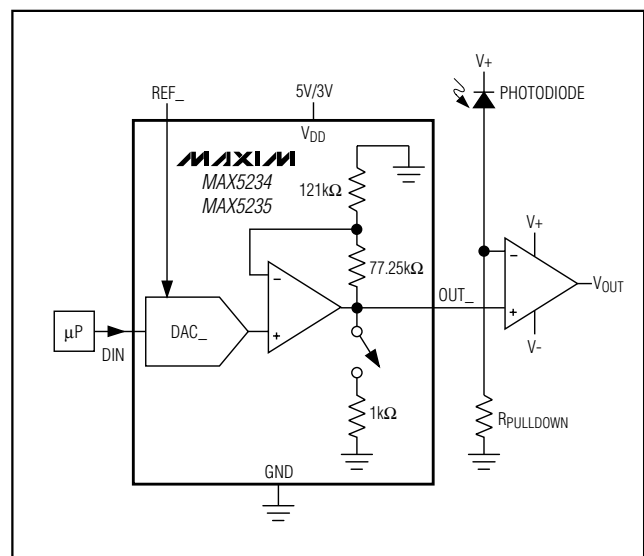 REF_
5V/3V
V+
PHOTODIODE
VDD
MAXIM
MAX5234
MAX5235
121kΩ
77.25kΩ
V+
−
+
OUT_
−
+
VOUT
V-
µP
DIN
DAC_
1kΩ
RPULLDOWN
GND